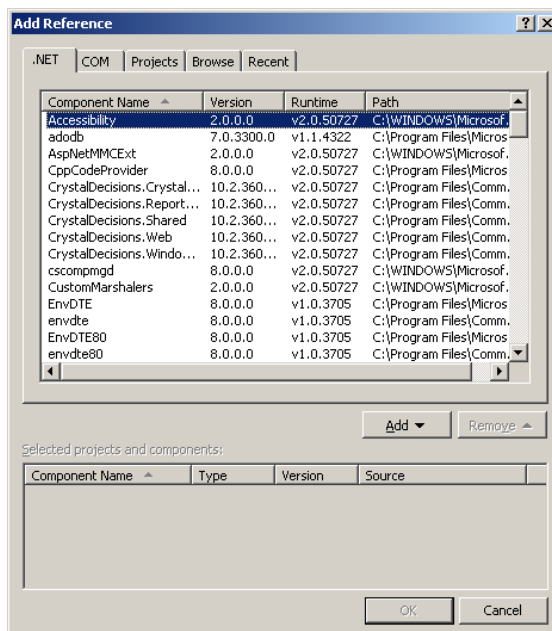 Add Reference
.NET COM Projects Browse Recent
Component Name Version Runtime Path
Accessibility 2.0.0.0 v2.0.50727 C:\WINDOWS\Microsof.
adodb 7.0.3300.0 v1.1.4322 C:\Program Files\Micros
AspNetMMCExt 2.0.0.0 v2.0.50727 C:\WINDOWS\Microsof.
CppCodeProvider 8.0.0.0 v2.0.50727 C:\Program Files\Micros
CrystalDecisions.Crystal... 10.2.360... v2.0.50727 C:\Program Files\Comm.
CrystalDecisions.Report... 10.2.360... v2.0.50727 C:\Program Files\Comm.
CrystalDecisions.Shared 10.2.360... v2.0.50727 C:\Program Files\Comm.
CrystalDecisions.Web 10.2.360... v2.0.50727 C:\Program Files\Comm.
CrystalDecisions.Windo... 10.2.360... v2.0.50727 C:\Program Files\Comm.
cscompmgd 8.0.0.0 v2.0.50727 C:\WINDOWS\Microsof.
CustomMarshalers 2.0.0.0 v2.0.50727 C:\WINDOWS\Microsof.
EnvDTE 8.0.0.0 v1.0.3705 C:\Program Files\Micros
envdte 8.0.0.0 v1.0.3705 C:\Program Files\Comm.
EnvDTE80 8.0.0.0 v1.0.3705 C:\Program Files\Micros
envdte80 8.0.0.0 v1.0.3705 C:\Program Files\Comm.
Add Remove
Selected projects and components:
Component Name Type Version Source
OK Cancel